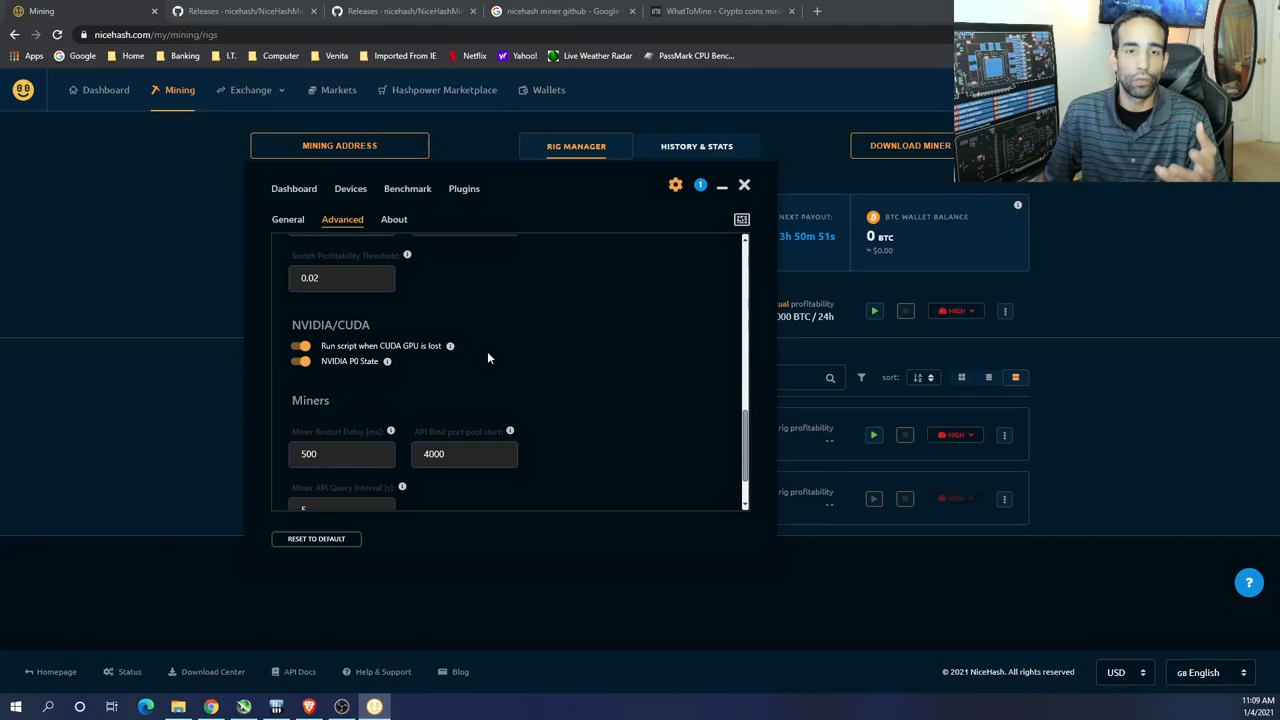 Mining
Releases · nicehash/NiceHashMin
Releases · nicehash/NiceHashMin
nicehash miner github - Google S
WhatToMine - Crypto coins minin
nicehash.com/my/mining/rigs
Apps
Google
Home
Banking
I.T.
Computer
Venita
Imported From IE
Netflix
Yahoo!
Live Weather Radar
PassMark CPU Benc...
Dashboard
Mining
Exchange
Markets
Hashpower Marketplace
Wallets
MINING ADDRESS
RIG MANAGER
HISTORY & STATS
DOWNLOAD MINER
Dashboard
Devices
Benchmark
Plugins
1
General
Advanced
About
NEXT PAYOUT:
3h 50m 51s
BTC WALLET BALANCE
0 BTC
≈ $0.00
Switch Profitability Threshold:
0.02
NVIDIA/CUDA
Run script when CUDA GPU is lost
NVIDIA P0 State
Miners
Miner Restart Delay [ms]:
API Bind port pool start:
500
4000
Miner API Query Interval [s]:
5
RESET TO DEFAULT
profitability
000 BTC / 24h
HIGH
sort:
rig profitability
--
HIGH
rig profitability
--
HIGH
?
Homepage
Status
Download Center
API Docs
Help & Support
Blog
© 2021 NiceHash. All rights reserved
USD
GB English
11:09 AM
1/4/2021